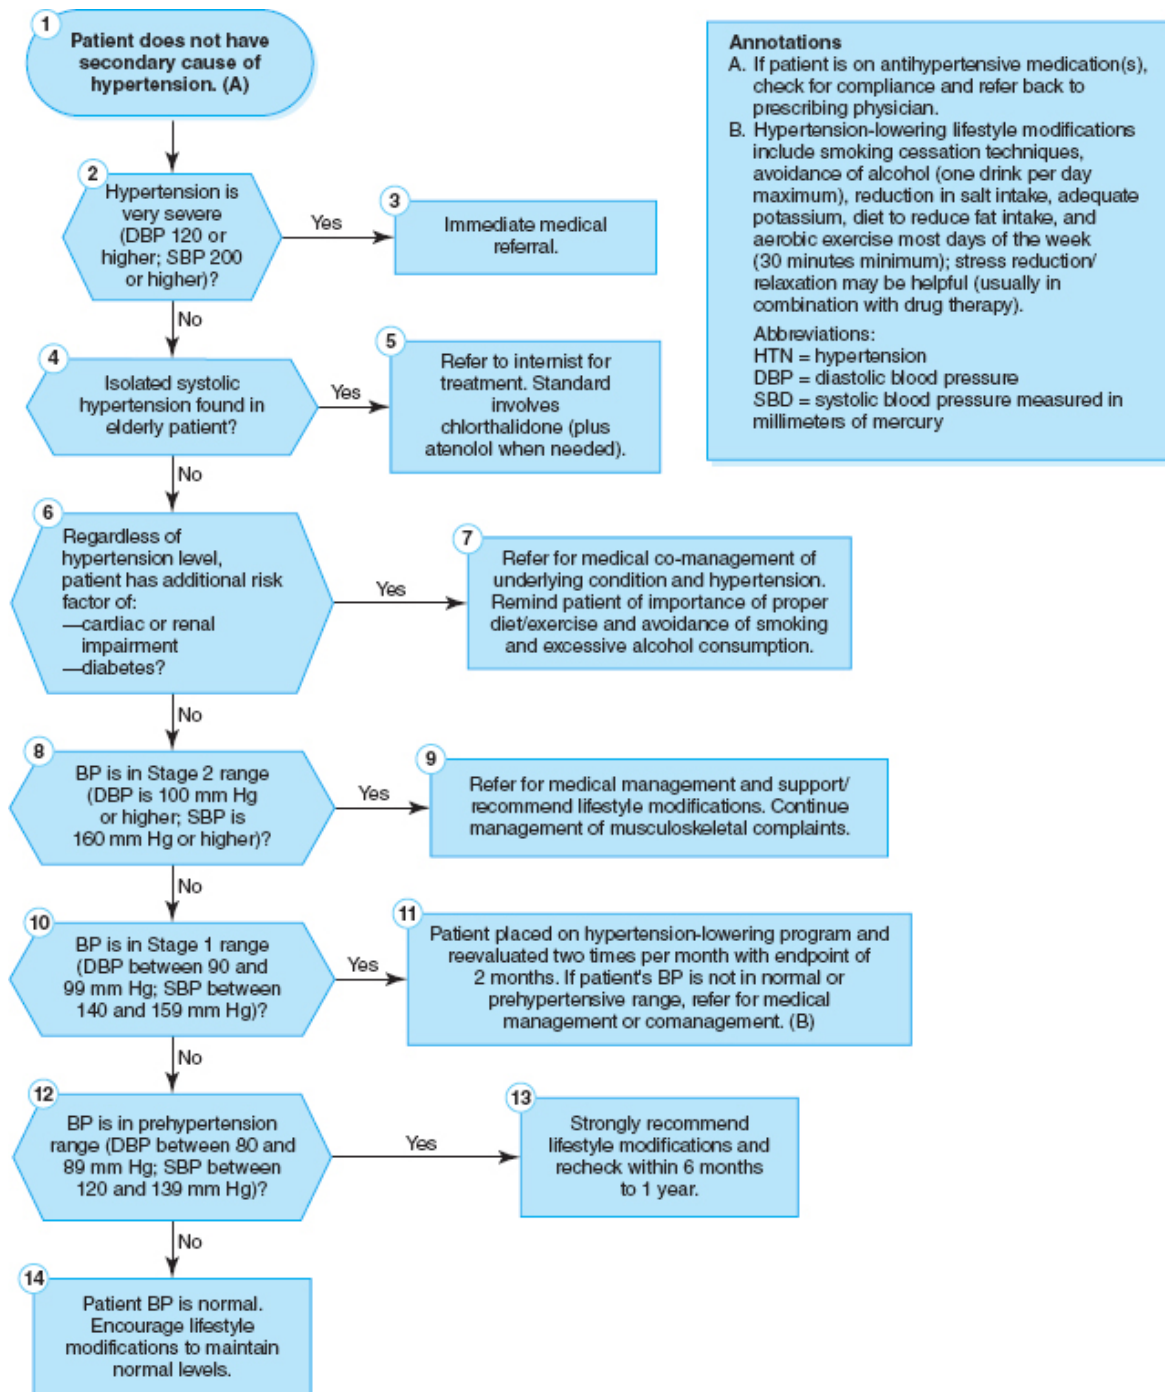 1
Patient does not have
secondary cause of
hypertension. (A)
2
Hypertension is
very severe
(DBP 120 or
higher; SBP 200
or higher)?
Yes
3
Immediate medical
referral.
No
4
Isolated systolic
hypertension found in
elderly patient?
Yes
5
Refer to internist for
treatment. Standard
involves
chlorthalidone (plus
atenolol when needed).
No
6
Regardless of
hypertension level,
patient has additional risk
factor of:
—cardiac or renal
impairment
—diabetes?
Yes
7
Refer for medical co-management of
underlying condition and hypertension.
Remind patient of importance of proper
diet/exercise and avoidance of smoking
and excessive alcohol consumption.
No
8
BP is in Stage 2 range
(DBP is 100 mm Hg
or higher; SBP is
160 mm Hg or higher)?
Yes
9
Refer for medical management and support/
recommend lifestyle modifications. Continue
management of musculoskeletal complaints.
No
10
BP is in Stage 1 range
(DBP between 90 and
99 mm Hg; SBP between
140 and 159 mm Hg)?
Yes
11
Patient placed on hypertension-lowering program and
reevaluated two times per month with endpoint of
2 months. If patient's BP is not in normal or
prehypertensive range, refer for medical
management or comanagement. (B)
No
12
BP is in prehypertension
range (DBP between 80 and
89 mm Hg; SBP between
120 and 139 mm Hg)?
Yes
13
Strongly recommend
lifestyle modifications and
recheck within 6 months
to 1 year.
No
14
Patient BP is normal.
Encourage lifestyle
modifications to maintain
normal levels.
Annotations
A. If patient is on antihypertensive medication(s),
check for compliance and refer back to
prescribing physician.
B. Hypertension-lowering lifestyle modifications
include smoking cessation techniques,
avoidance of alcohol (one drink per day
maximum), reduction in salt intake, adequate
potassium, diet to reduce fat intake, and
aerobic exercise most days of the week
(30 minutes minimum); stress reduction/
relaxation may be helpful (usually in
combination with drug therapy).
Abbreviations:
HTN = hypertension
DBP = diastolic blood pressure
SBD = systolic blood pressure measured in
millimeters of mercury